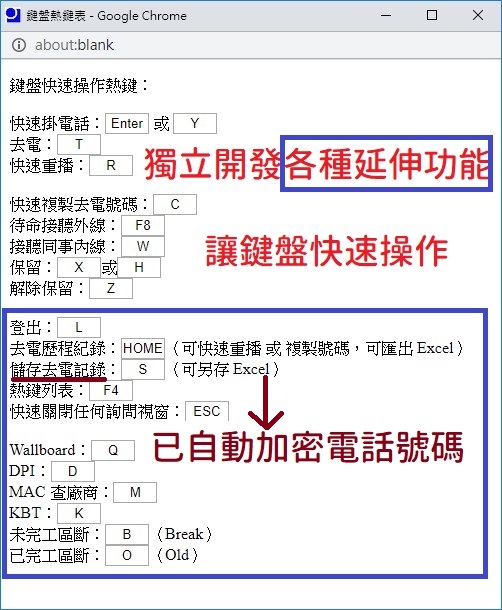 鍵盤熱鍵表 - Google Chrome
about:blank
鍵盤快速操作熱鍵：
快速掛電話：Enter 或 Y
去電：T
快速重播：R
獨立開發各種延伸功能
快速複製去電號碼：C
待命接聽外線：F8
接聽同事內線：W
讓鍵盤快速操作
保留：X 或 H
解除保留：Z
登出：L
去電歷程紀錄：HOME（可快速重播 或 複製號碼，可匯出 Excel）
儲存去電記錄：S（可另存 Excel）
熱鍵列表：F4
快速關閉任何詢問視窗：ESC
已自動加密電話號碼
Wallboard：Q
DPI：D
MAC 查廠商：M
KBT：K
未完工區斷：B（Break）
已完工區斷：O（Old）